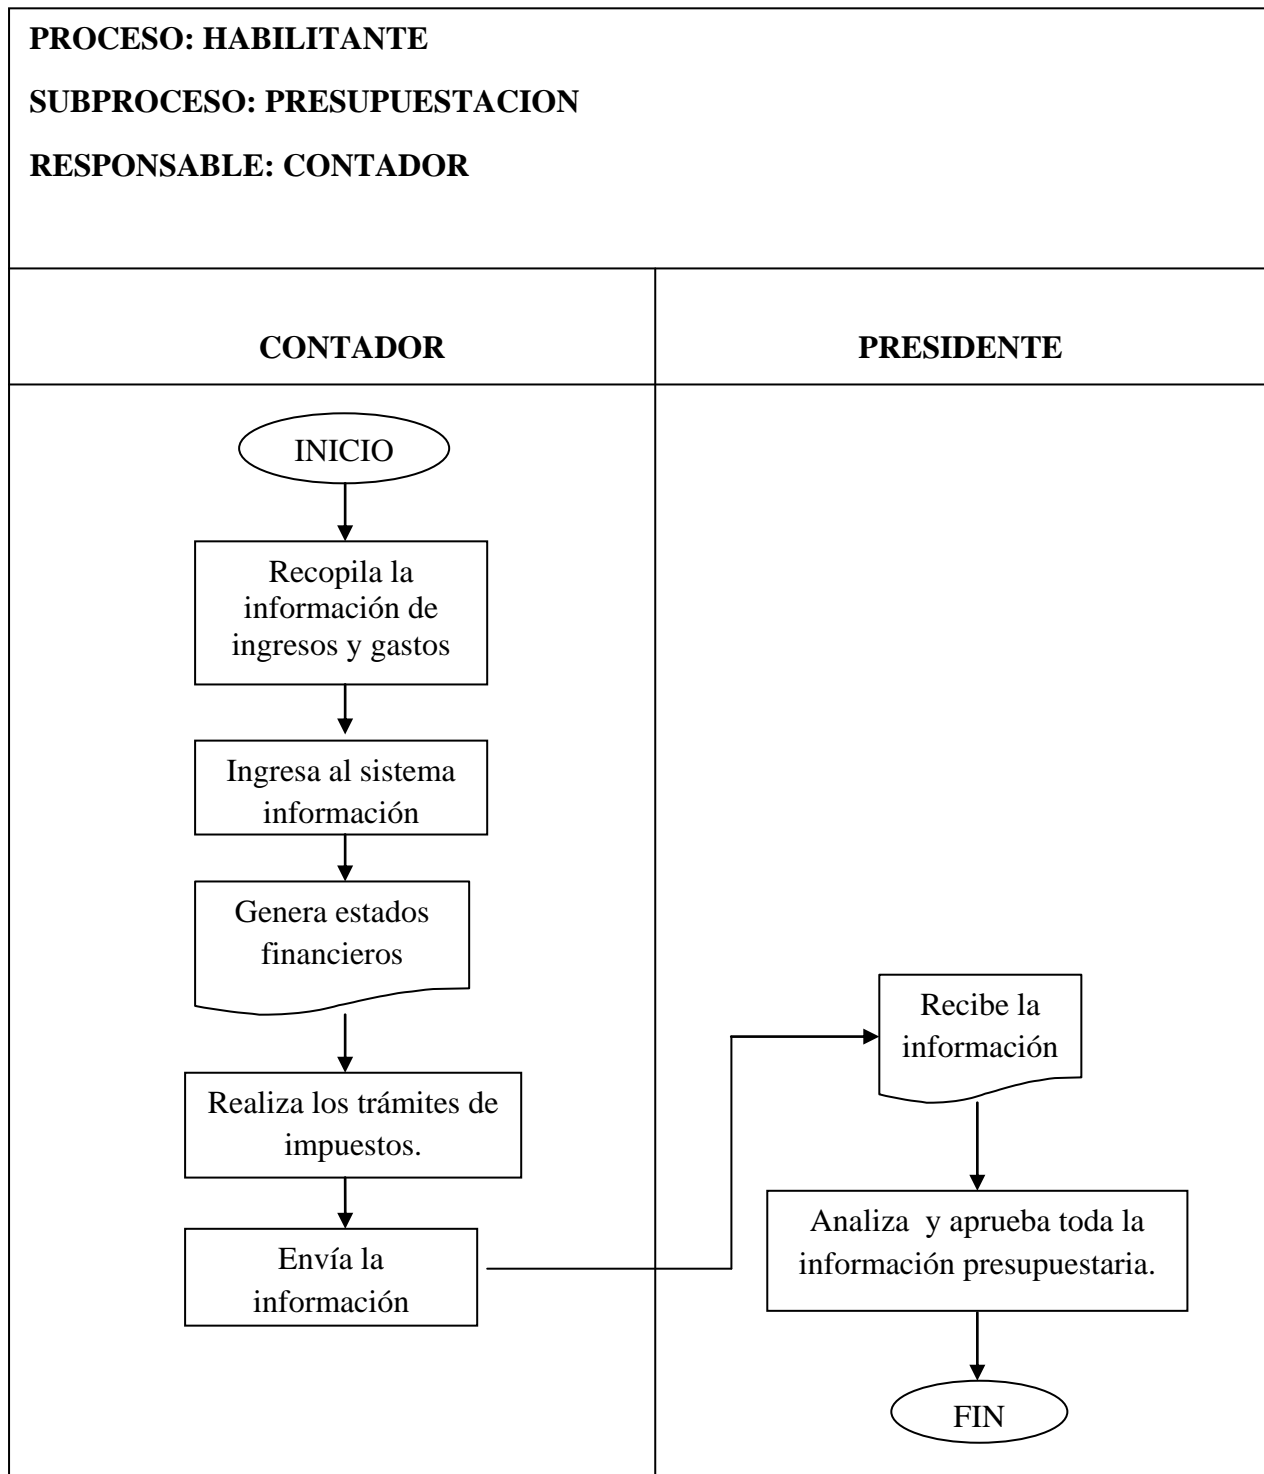 PROCESO: HABILITANTE
SUBPROCESO: PRESUPUESTACION
RESPONSABLE: CONTADOR
CONTADOR
PRESIDENTE
INICIO
Recopila la
información de
ingresos y gastos
Ingresa al sistema
información
Genera estados
financieros
Realiza los trámites de
impuestos.
Envía la
información
Recibe la
información
Analiza  y aprueba toda la
información presupuestaria.
FIN